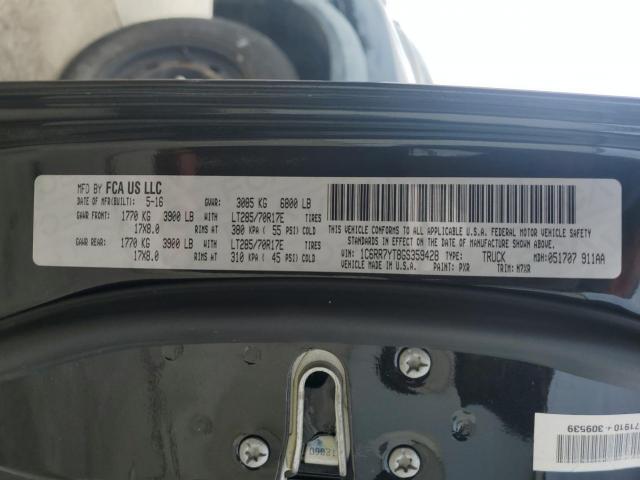 MFD BY FCA US LLC
DATE OF MFR(BUILT): 5-16 GVWR: 3085 KG 6800 LB
GAWR FRONT: 1770 KG 3900 LB WITH LT285/70R17E TIRES
17X8.0 RIMS AT 380 KPA ( 55 PSI) COLD
GAWR REAR: 1770 KG 3900 LB WITH LT285/70R17E TIRES
17X8.0 RIMS AT 310 KPA ( 45 PSI) COLD
THIS VEHICLE CONFORMS TO ALL APPLICABLE U.S.A. FEDERAL MOTOR VEHICLE SAFETY
STANDARDS IN EFFECT ON THE DATE OF MANUFACTURE SHOWN ABOVE.
VIN: 1C6RR7YT8GS359428 TYPE: TRUCK MDH: 051707 911AA
VEHICLE MADE IN U.S.A. PAINT: PXR TRIM: M7XR
71910 + 309539